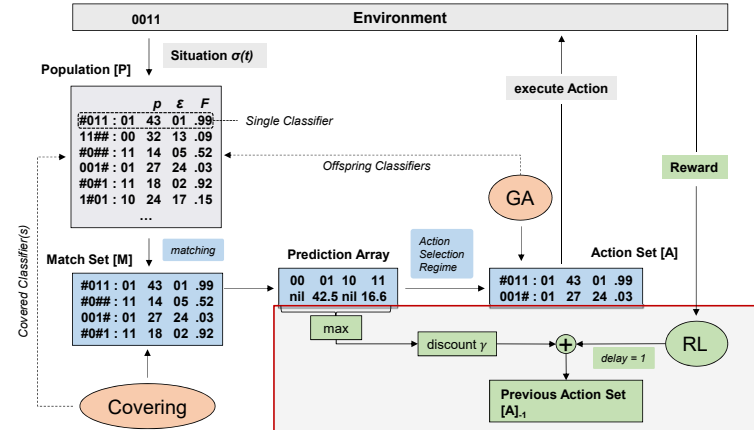 Environment
0011
Situation σ(t)
Population [P]
execute Action
p ε F
#011 : 01 43 01 .99
11## : 00 32 13 .09
#0## : 11 14 05 .52
001# : 01 27 24 .03
#0#1 : 11 18 02 .92
1#01 : 10 24 17 .15
...
Single Classifier
Offspring Classifiers
Reward
GA
Covered Classifier(s)
matching
Match Set [M]
#011 : 01 43 01 .99
#0## : 11 14 05 .52
001# : 01 27 24 .03
#0#1 : 11 18 02 .92
Prediction Array
00 01 10 11
nil 42.5 nil 16.6
Action
Selection
Regime
Action Set [A]
#011 : 01 43 01 .99
001# : 01 27 24 .03
max
discount γ
+
delay = 1
RL
Previous Action Set
[A]-1
Covering